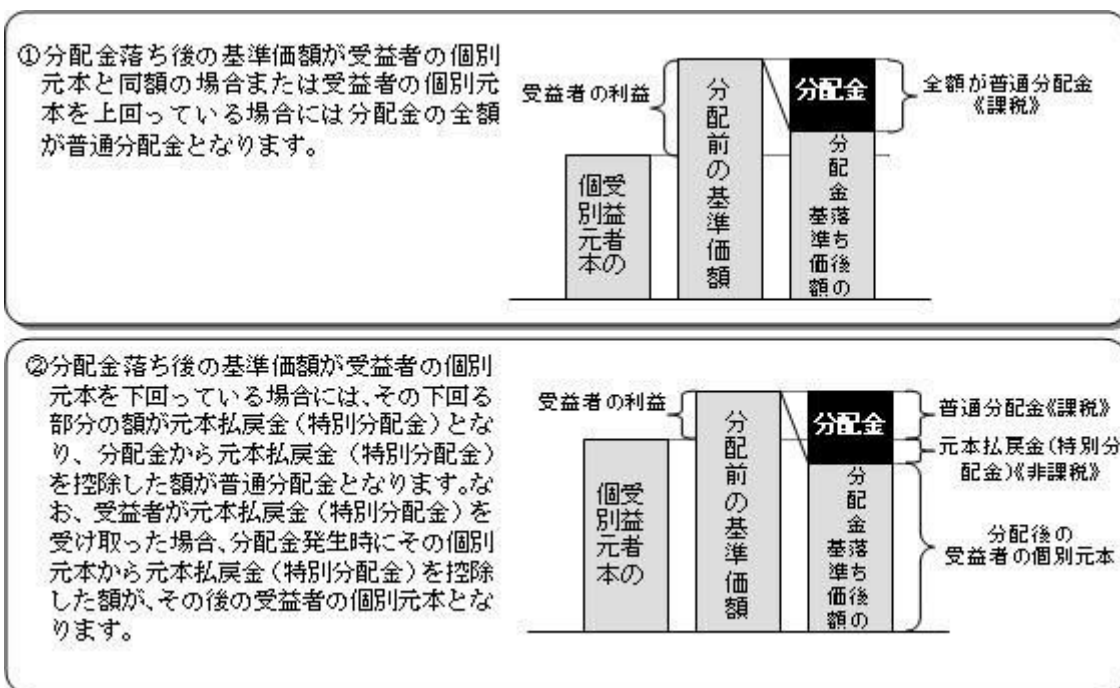 ①分配金落ち後の基準価額が受益者の個別
元本と同額の場合または受益者の個別元
本を上回っている場合には分配金の全額
が普通分配金となります。
受益者の利益
個別元本
受益者の
分配前の基準価額
分配金
分配金落ち後の
基準価額
全額が普通分配金
《課税》
②分配金落ち後の基準価額が受益者の個別
元本を下回っている場合には、その下回る
部分の額が元本払戻金（特別分配金）とな
り、分配金から元本払戻金（特別分配金）
を控除した額が普通分配金となります。な
お、受益者が元本払戻金（特別分配金）を
受け取った場合、分配金発生時にその個別
元本から元本払戻金（特別分配金）を控除
した額が、その後の受益者の個別元本とな
ります。
受益者の利益
受益者の
個別元本
分配前の基準価額
分配金
分配金落ち後の
基準価額
普通分配金《課税》
元本払戻金(特別分
配金)《非課税》
分配後の
受益者の個別元本